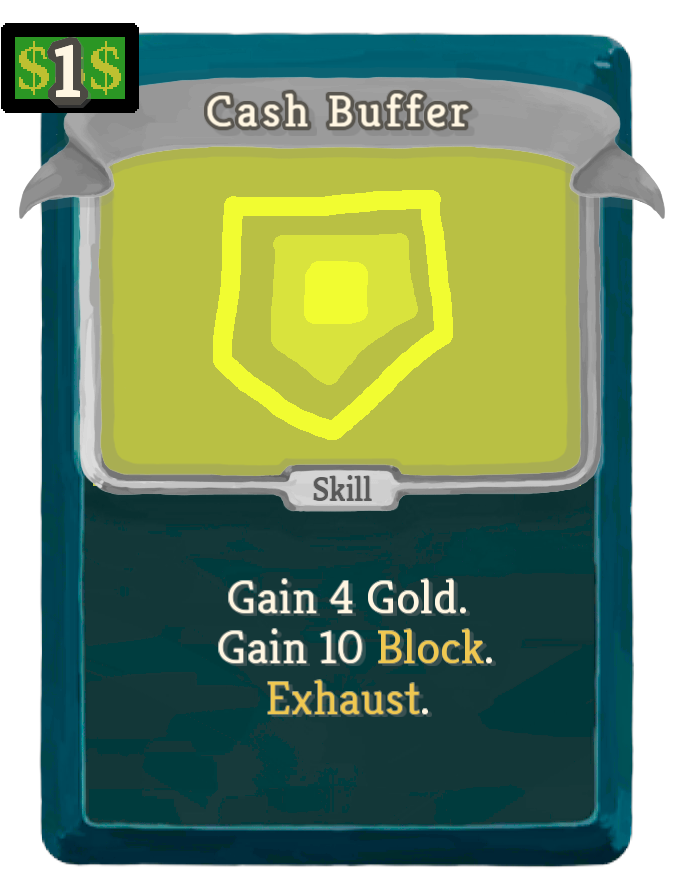 $1$
Cash Buffer
Skill
Gain 4 Gold.
Gain 10 Block.
Exhaust.